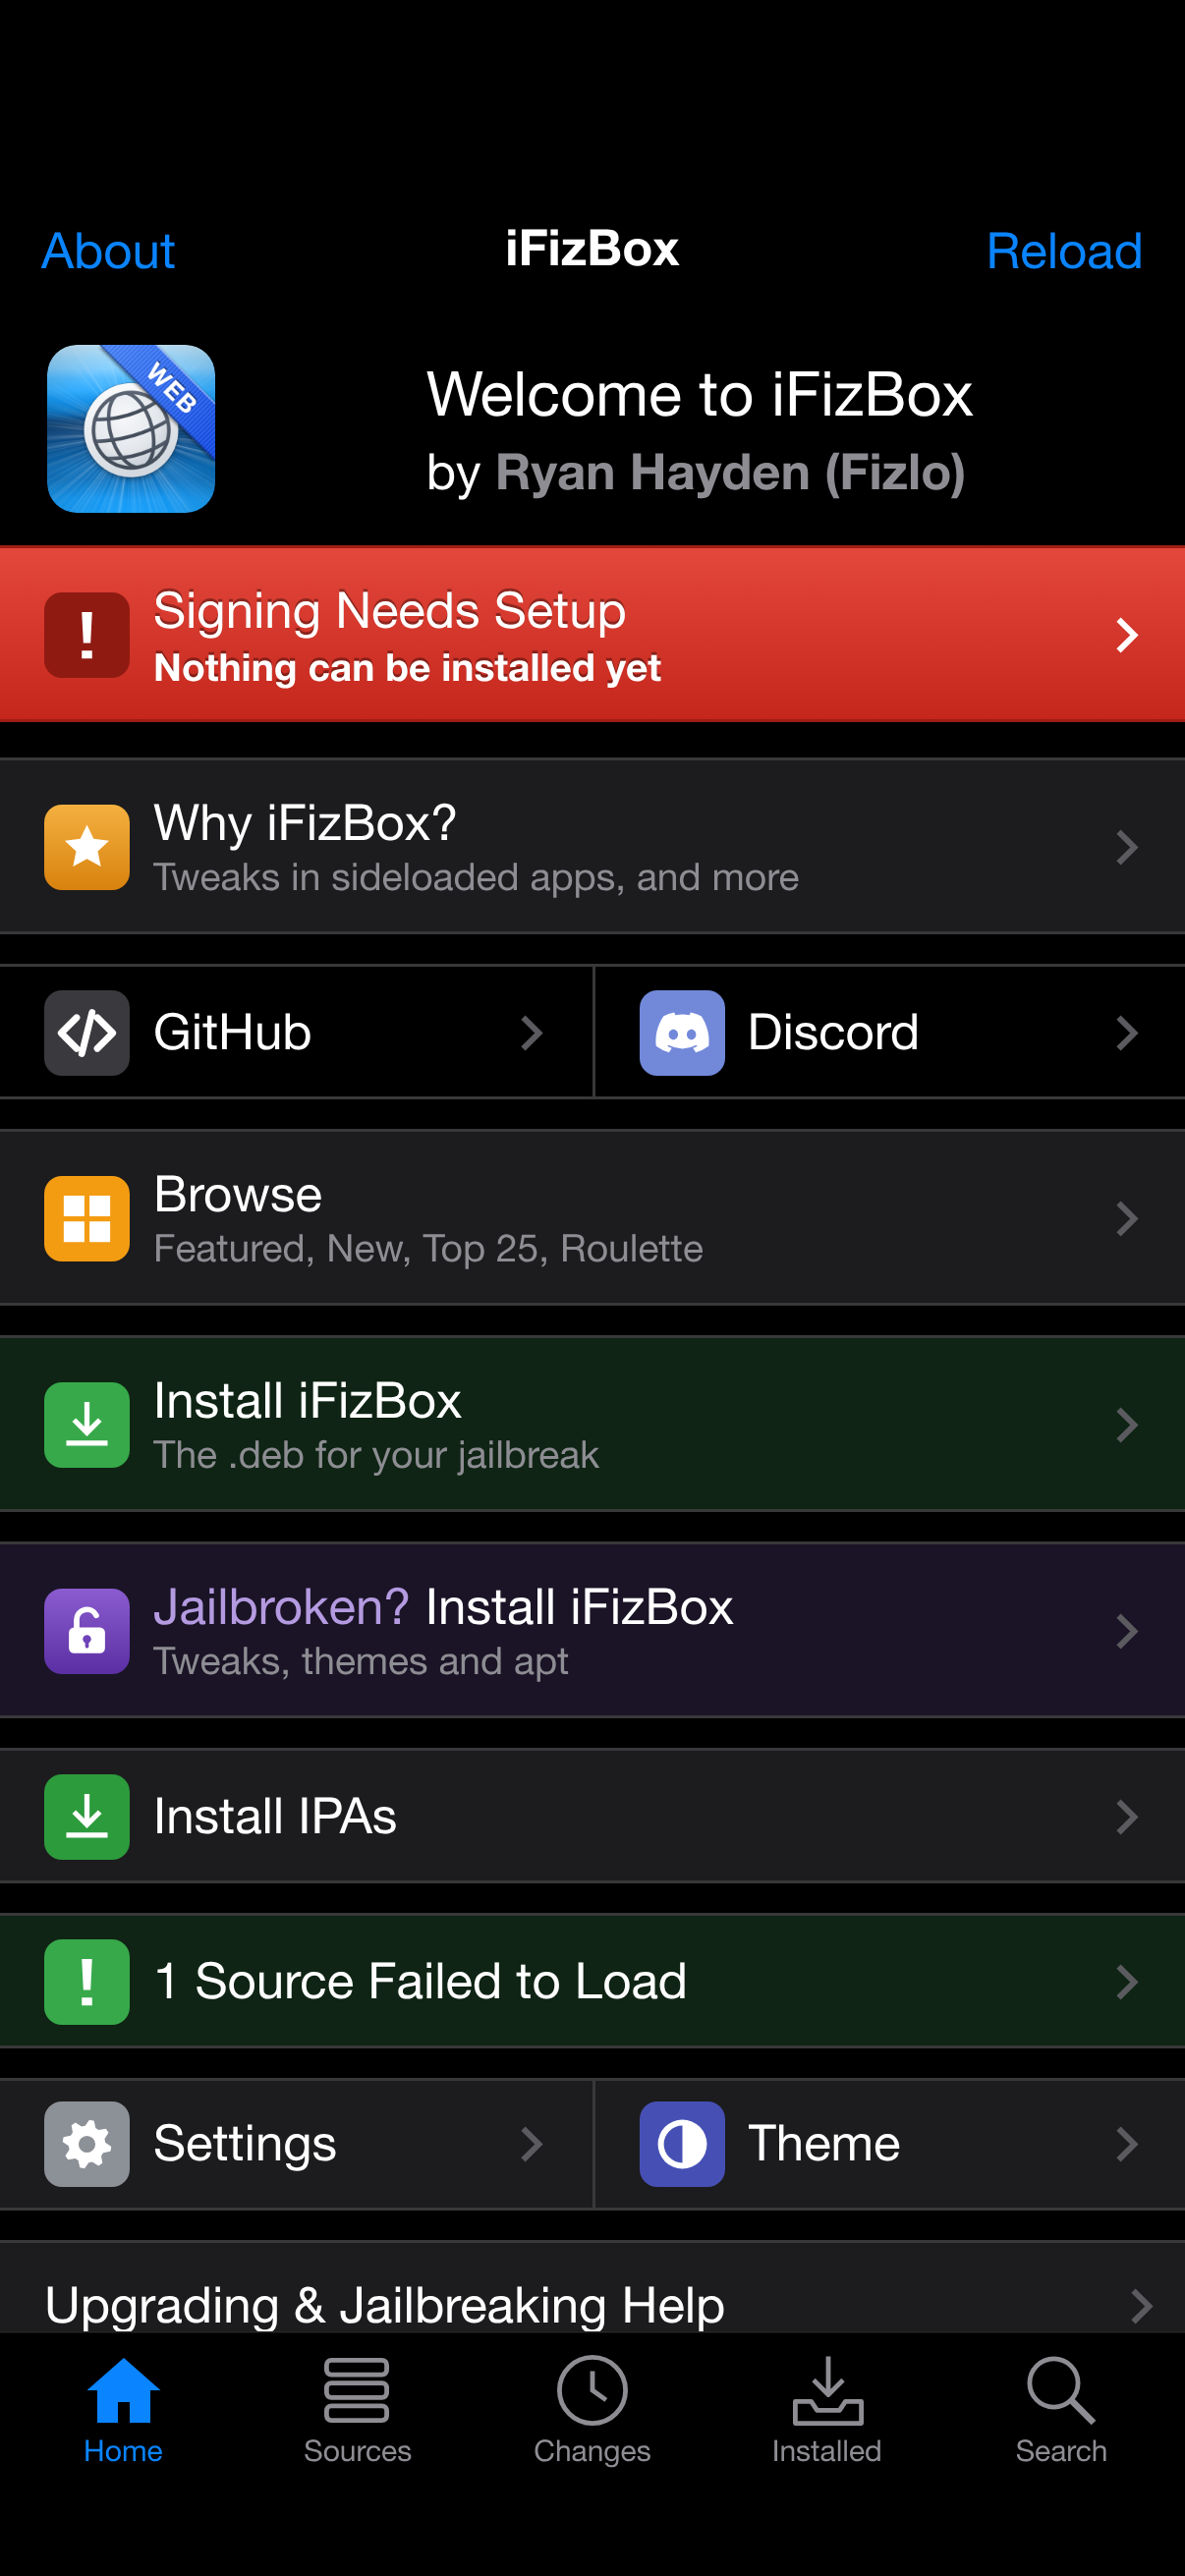 About
iFizBox
Reload
WEB
Welcome to iFizBox
by Ryan Hayden (Fizlo)
Signing Needs Setup
Nothing can be installed yet
Why iFizBox?
Tweaks in sideloaded apps, and more
GitHub
Discord
Browse
Featured, New, Top 25, Roulette
Install iFizBox
The .deb for your jailbreak
Jailbroken? Install iFizBox
Tweaks, themes and apt
Install IPAs
1 Source Failed to Load
Settings
Theme
Upgrading & Jailbreaking Help
Home
Sources
Changes
Installed
Search